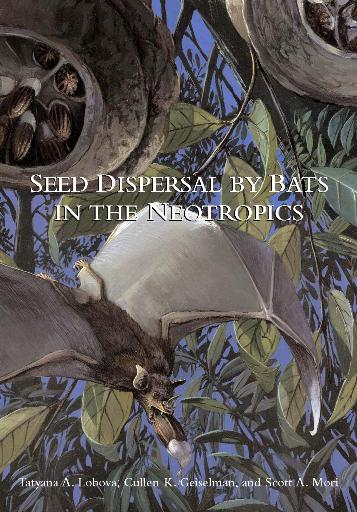 SEED DISPERSAL BY BATS
IN THE NEOTROPICS
Tatyana A. Lobova, Cullen K. Geiselman, and Scott A. Mori